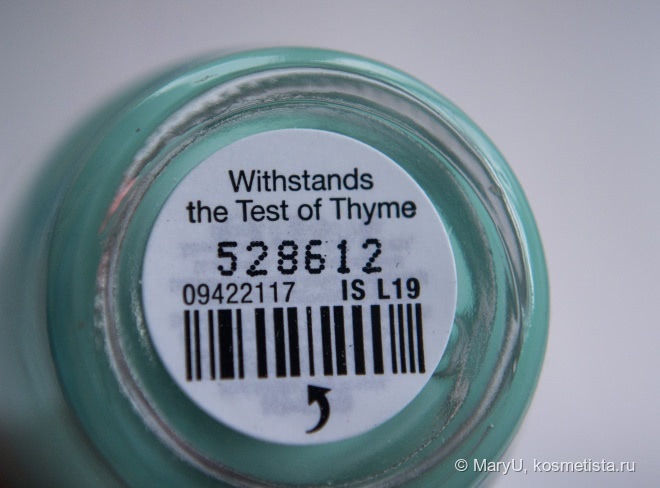 Withstands
the Test of Thyme
528612
09422117 IS L19
© MaryU, kosmetista.ru